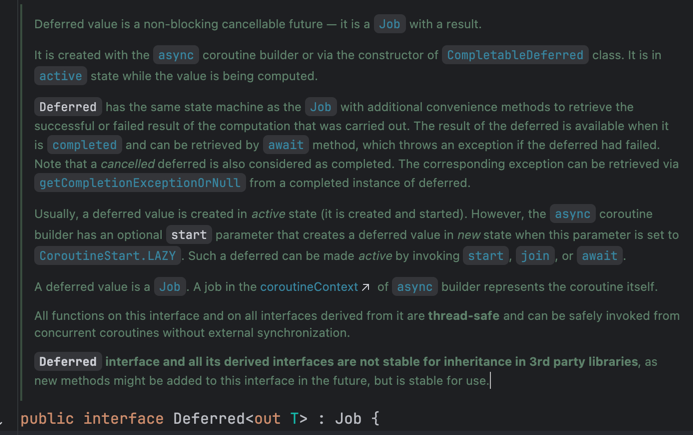 Deferred value is a non-blocking cancellable future — it is a Job with a result.
It is created with the async coroutine builder or via the constructor of CompletableDeferred class. It is in
active state while the value is being computed.
Deferred has the same state machine as the Job with additional convenience methods to retrieve the
successful or failed result of the computation that was carried out. The result of the deferred is available when it
is completed and can be retrieved by await method, which throws an exception if the deferred had failed.
Note that a cancelled deferred is also considered as completed. The corresponding exception can be retrieved via
getCompletionExceptionOrNull from a completed instance of deferred.
Usually, a deferred value is created in active state (it is created and started). However, the async coroutine
builder has an optional start parameter that creates a deferred value in new state when this parameter is set to
CoroutineStart.LAZY. Such a deferred can be made active by invoking start, join, or await.
A deferred value is a Job. A job in the coroutineContext↗ of async builder represents the coroutine itself.
All functions on this interface and on all interfaces derived from it are thread-safe and can be safely invoked from
concurrent coroutines without external synchronization.
Deferred interface and all its derived interfaces are not stable for inheritance in 3rd party libraries, as
new methods might be added to this interface in the future, but is stable for use.
public interface Deferred<out T> : Job {